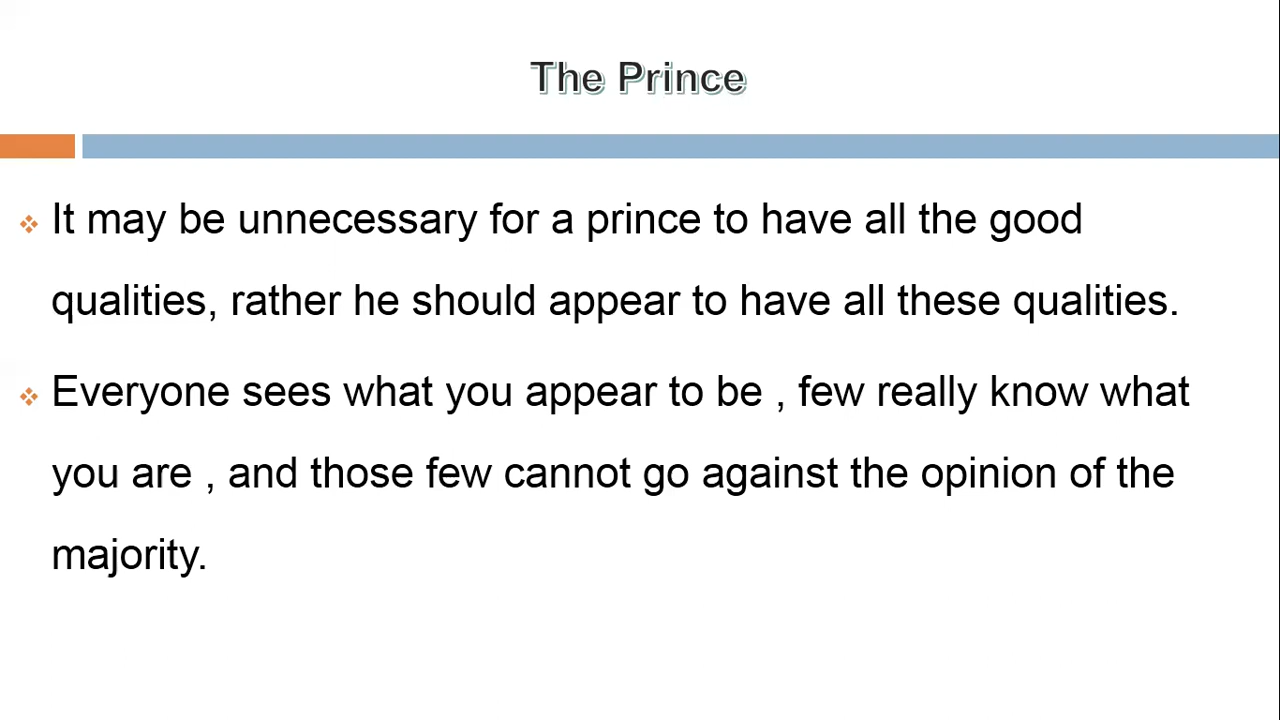 The Prince
It may be unnecessary for a prince to have all the good
qualities, rather he should appear to have all these qualities.
Everyone sees what you appear to be , few really know what
you are , and those few cannot go against the opinion of the
majority.